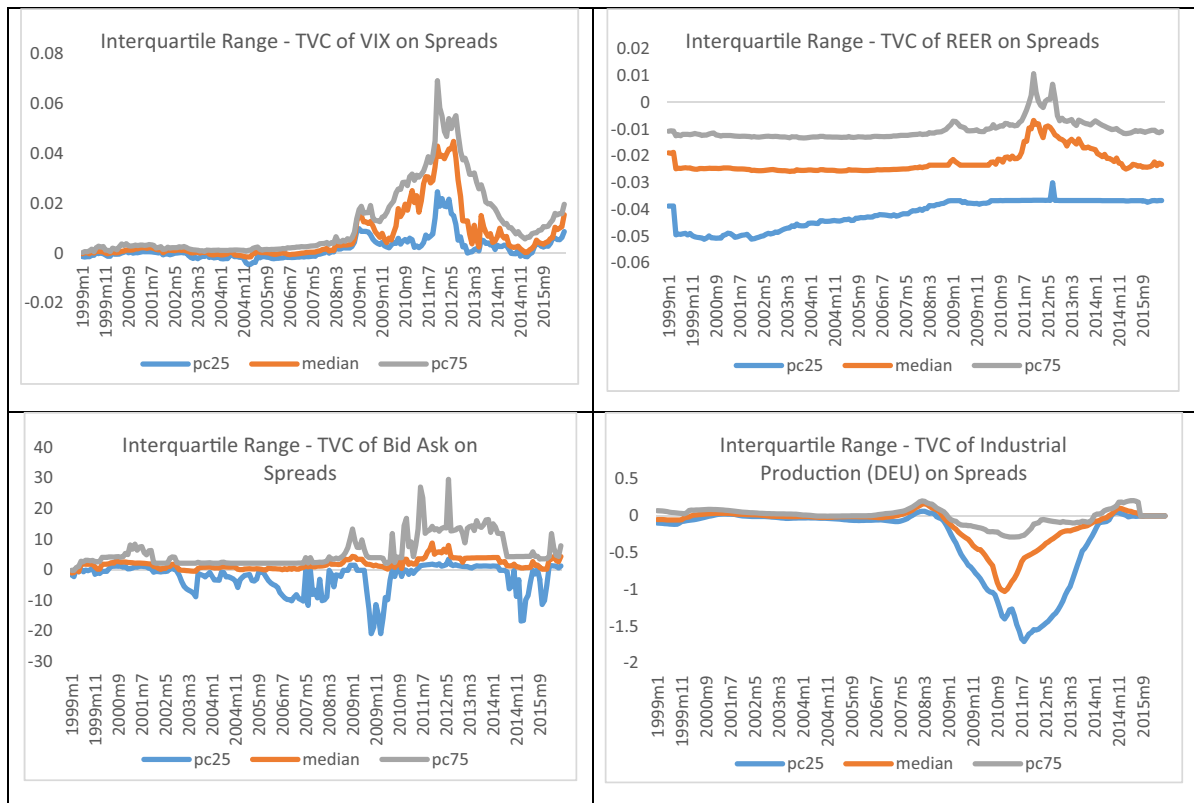 Interquartile Range - TVC of VIX on Spreads
0.08
0.06
0.04
0.02
0
-0.02
1999m1
1999m11
2000m9
2001m7
2002m5
2003m3
2004m1
2004m11
2005m9
2006m7
2007m5
2008m3
2009m1
2009m11
2010m9
2011m7
2012m5
2013m3
2014m1
2014m11
2015m9
pc25 median pc75
Interquartile Range - TVC of REER on Spreads
0.02
0.01
0
-0.01
-0.02
-0.03
-0.04
-0.05
-0.06
1999m1
1999m11
2000m9
2001m7
2002m5
2003m3
2004m1
2004m11
2005m9
2006m7
2007m5
2008m3
2009m1
2009m11
2010m9
2011m7
2012m5
2013m3
2014m1
2014m11
2015m9
pc25 median pc75
Interquartile Range - TVC of Bid Ask on
Spreads
40
30
20
10
0
-10
-20
-30
1999m1
1999m11
2000m9
2001m7
2002m5
2003m3
2004m1
2004m11
2005m9
2006m7
2007m5
2008m3
2009m1
2009m11
2010m9
2011m7
2012m5
2013m3
2014m1
2014m11
2015m9
pc25 median pc75
Interquartile Range - TVC of Industrial
Production (DEU) on Spreads
0.5
0
-0.5
-1
-1.5
-2
1999m1
1999m11
2000m9
2001m7
2002m5
2003m3
2004m1
2004m11
2005m9
2006m7
2007m5
2008m3
2009m1
2009m11
2010m9
2011m7
2012m5
2013m3
2014m1
2014m11
2015m9
pc25 median pc75